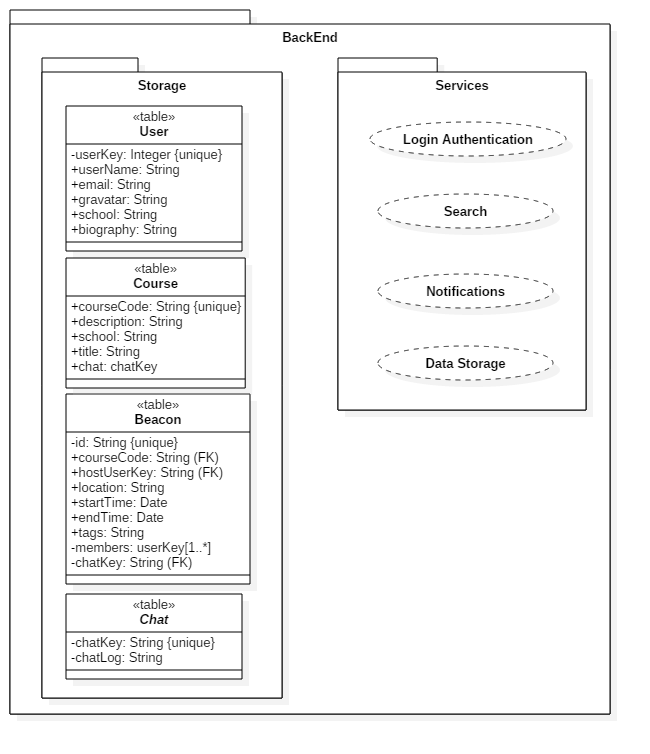 BackEnd
Storage
«table»
User
-userKey: Integer {unique}
+userName: String
+email: String
+gravatar: String
+school: String
+biography: String
«table»
Course
+courseCode: String {unique}
+description: String
+school: String
+title: String
+chat: chatKey
«table»
Beacon
-id: String {unique}
+courseCode: String (FK)
+hostUserKey: String (FK)
+location: String
+startTime: Date
+endTime: Date
+tags: String
-members: userKey[1..*]
-chatKey: String (FK)
«table»
Chat
-chatKey: String {unique}
-chatLog: String
Services
Login Authentication
Search
Notifications
Data Storage